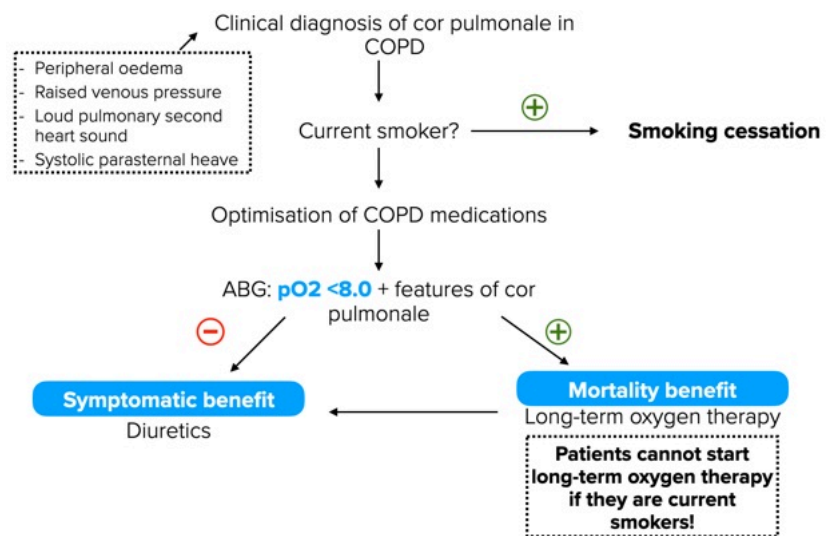 Clinical diagnosis of cor pulmonale in
COPD
- Peripheral oedema
- Raised venous pressure
- Loud pulmonary second
heart sound
- Systolic parasternal heave
Current smoker?
Smoking cessation
Optimisation of COPD medications
ABG: pO2 <8.0 + features of cor
pulmonale
Symptomatic benefit
Diuretics
Mortality benefit
Long-term oxygen therapy
Patients cannot start
long-term oxygen therapy
if they are current
smokers!